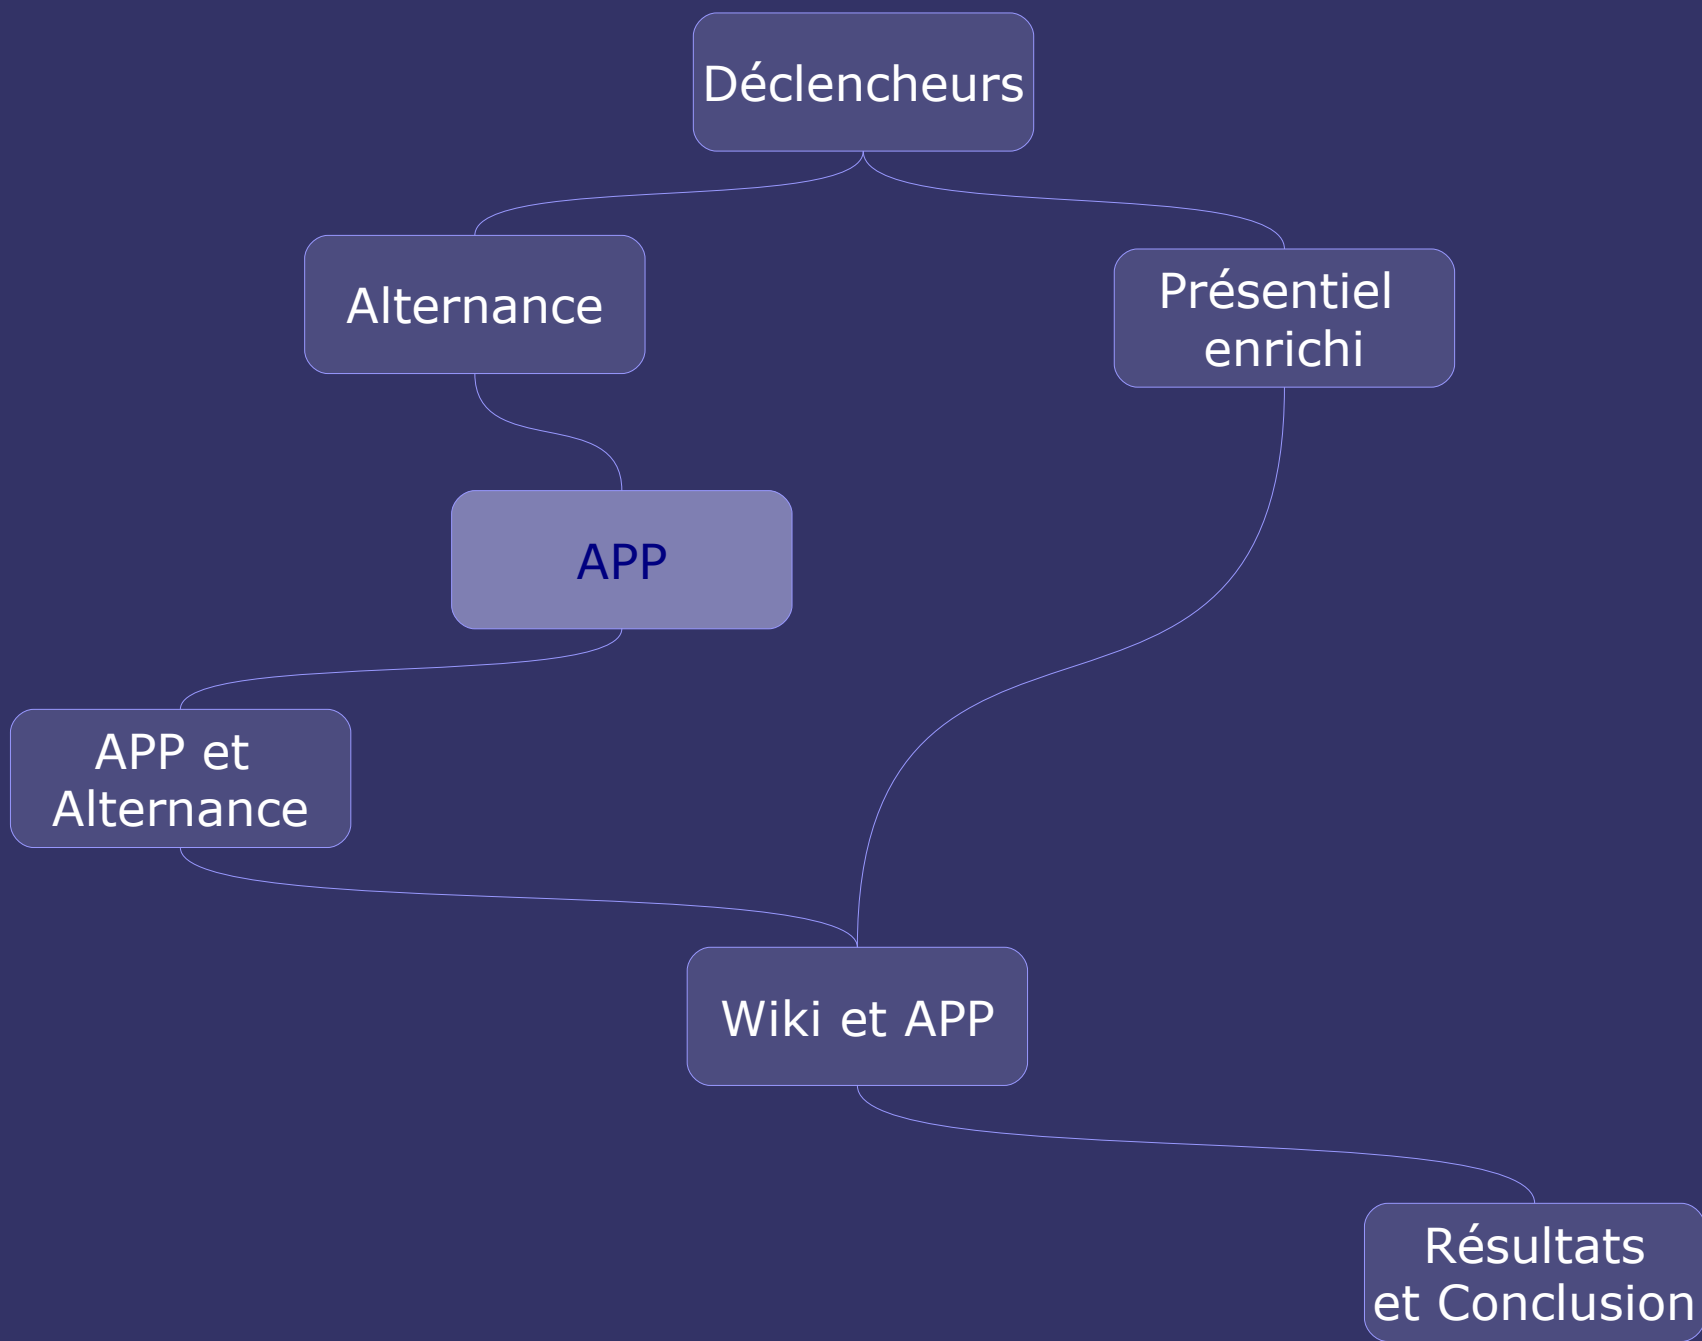 Déclencheurs
Alternance
Présentiel
enrichi
APP
APP et
Alternance
Wiki et APP
Résultats
et Conclusion